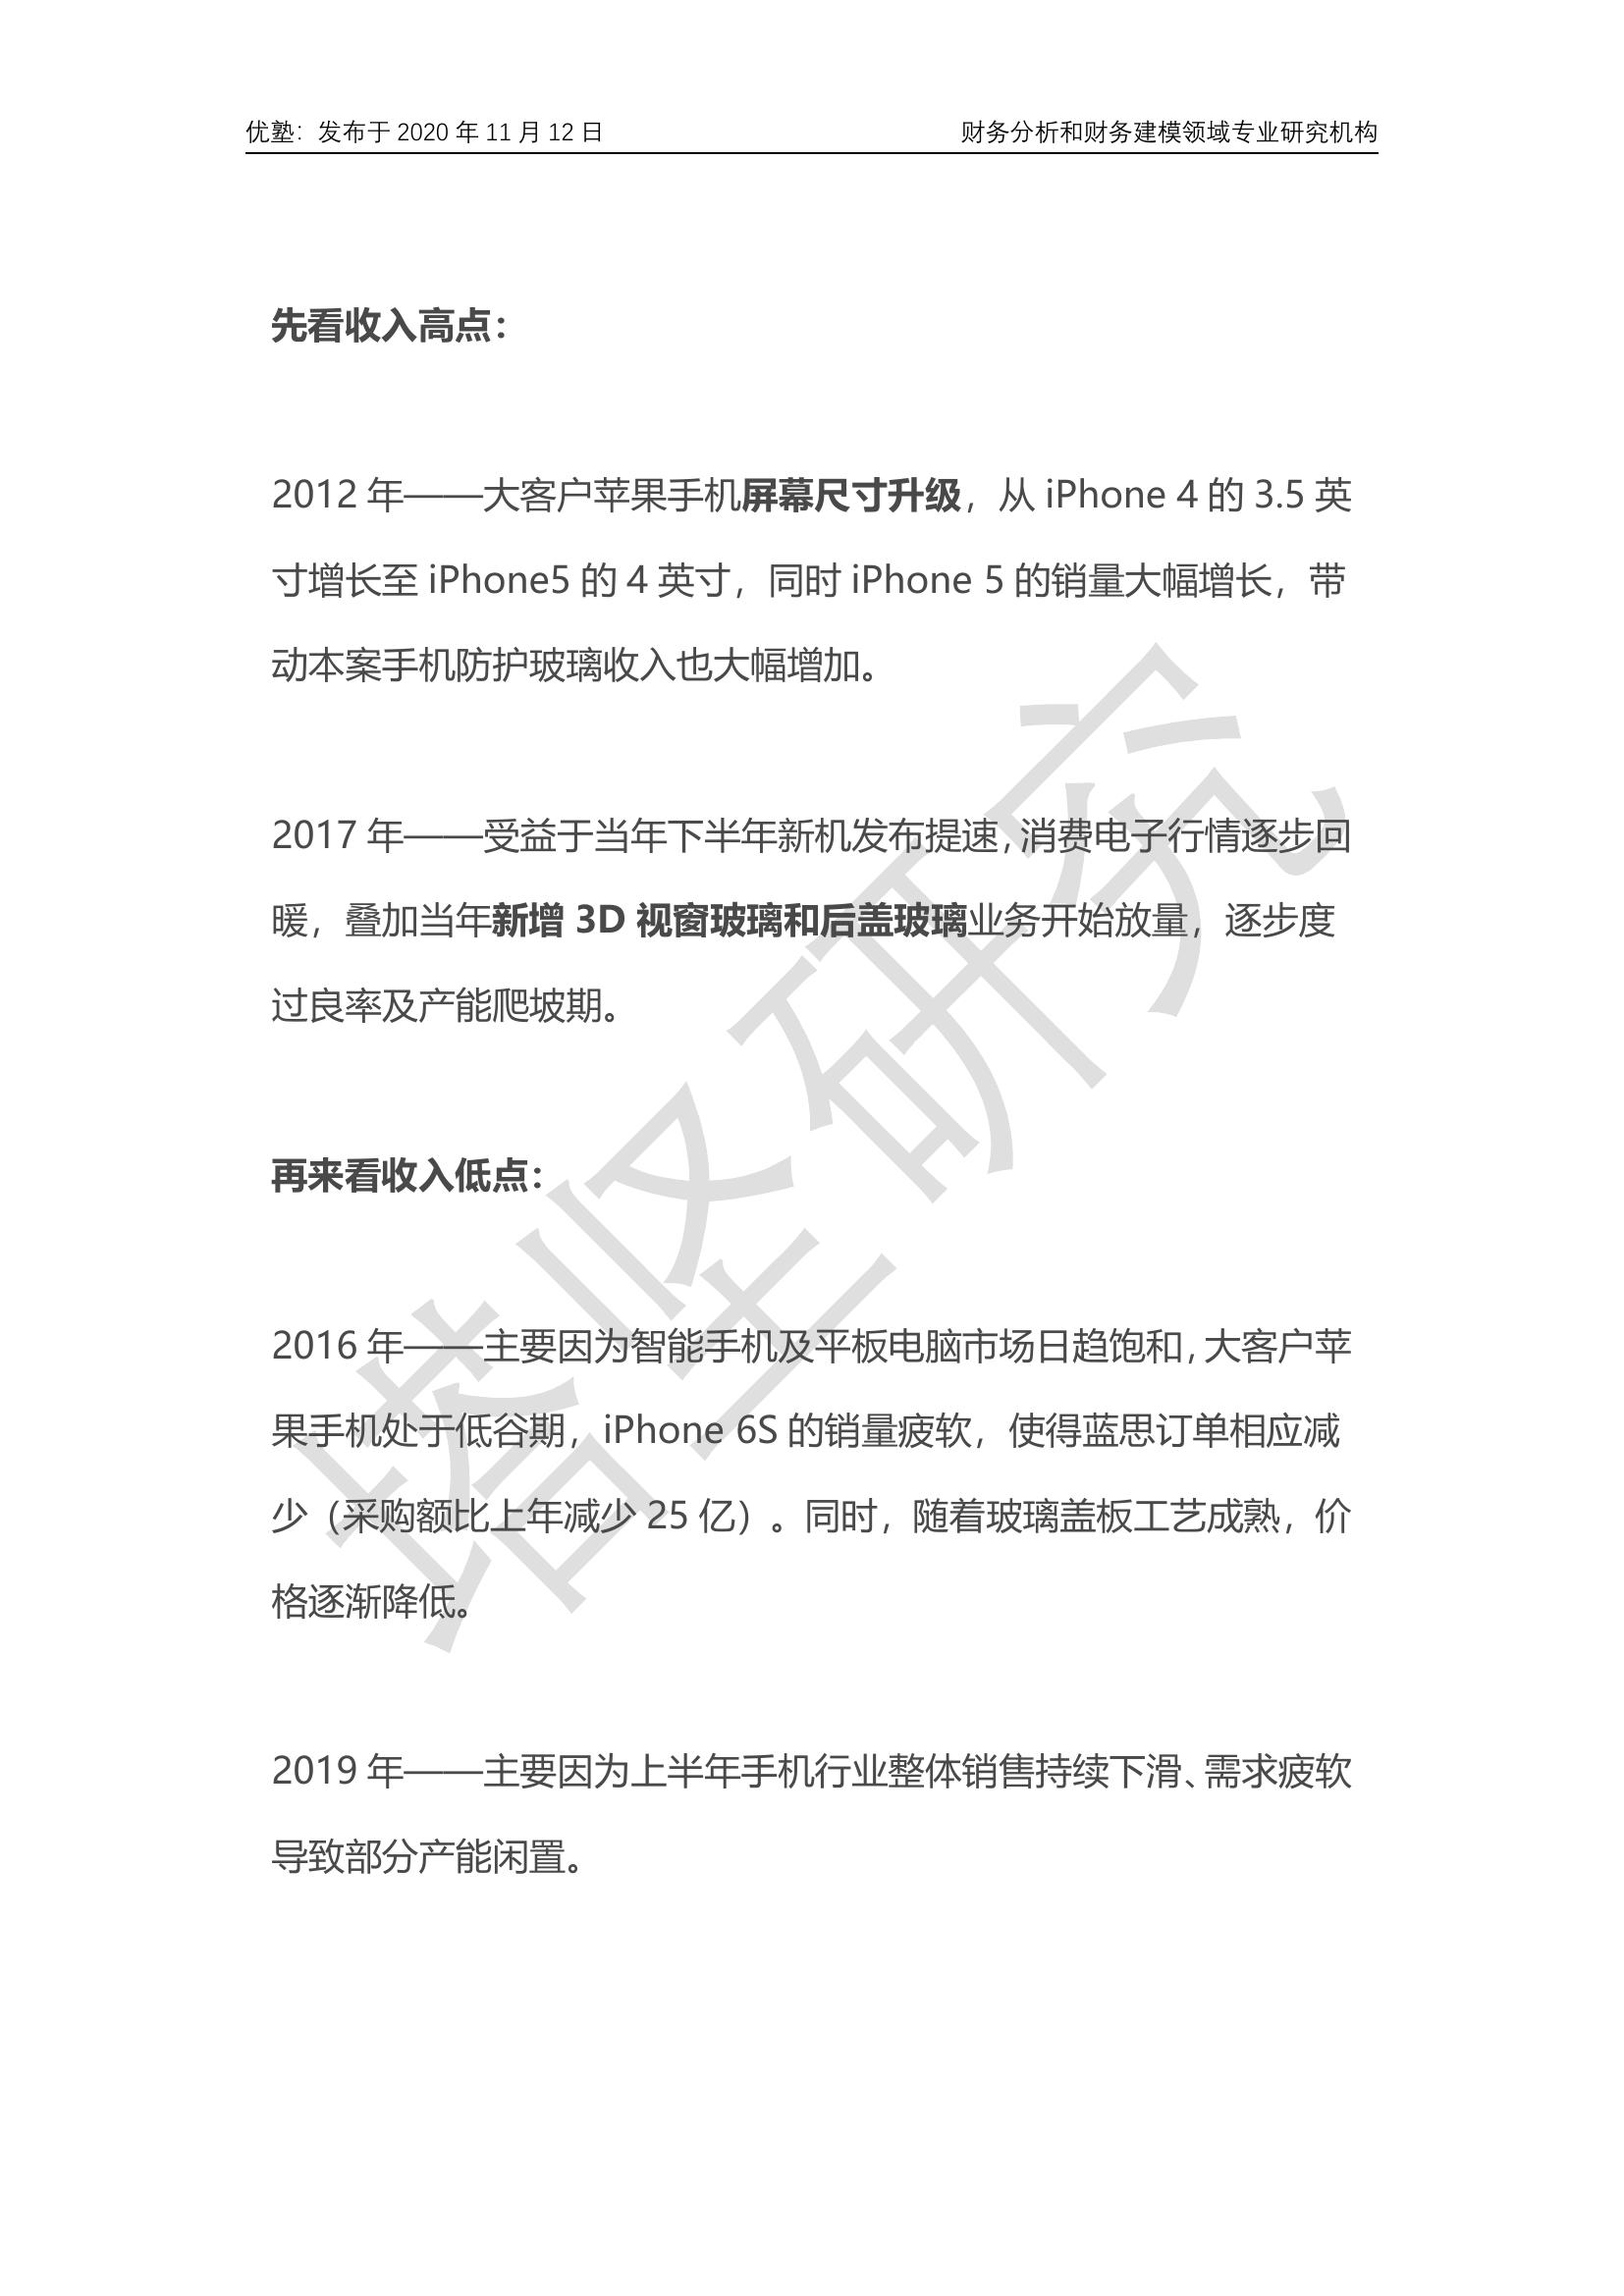 优塾：发布于 2020 年 11 月 12 日 财务分析和财务建模领域专业研究机构
先看收入高点：
2012 年——大客户苹果手机屏幕尺寸升级，从 iPhone 4 的 3.5 英
寸增长至 iPhone5 的 4 英寸，同时 iPhone 5 的销量大幅增长，带
动本案手机防护玻璃收入也大幅增加。
2017 年——受益于当年下半年新机发布提速，消费电子行情逐步回
暖，叠加当年新增 3D 视窗玻璃和后盖玻璃业务开始放量，逐步度
过良率及产能爬坡期。
再来看收入低点：
2016 年——主要因为智能手机及平板电脑市场日趋饱和，大客户苹
果手机处于低谷期，iPhone 6S 的销量疲软，使得蓝思订单相应减
少（采购额比上年减少 25 亿）。同时，随着玻璃盖板工艺成熟，价
格逐渐降低。
2019 年——主要因为上半年手机行业整体销售持续下滑、需求疲软
导致部分产能闲置。
塔坚研究